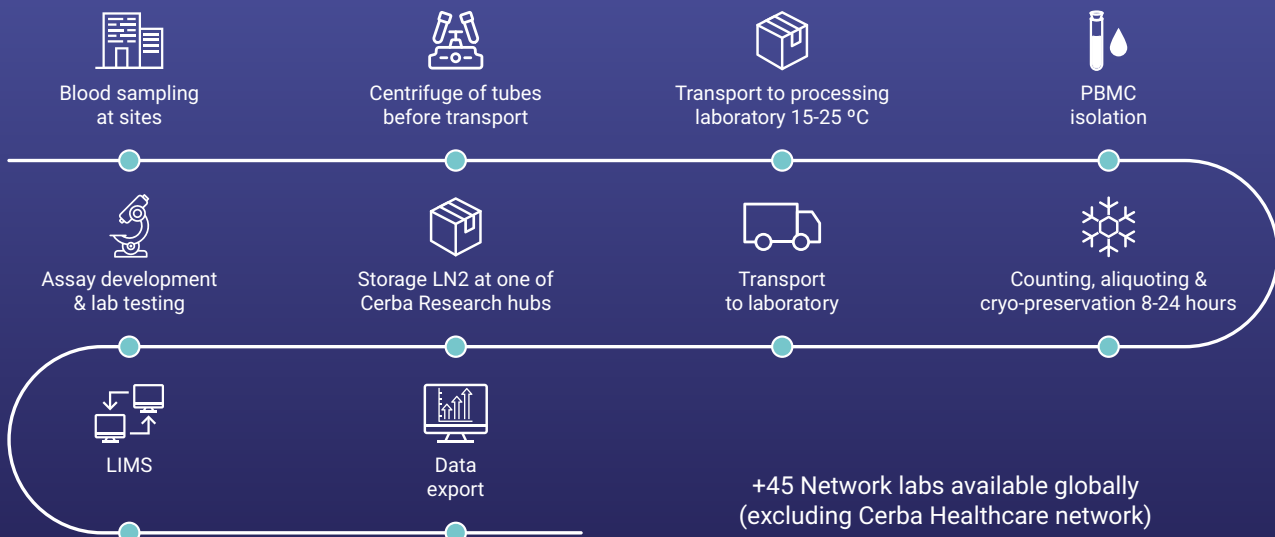 Blood sampling
at sites
Centrifuge of tubes
before transport
Transport to processing
laboratory 15-25 ºC
PBMC
isolation
Assay development
& lab testing
Storage LN2 at one of
Cerba Research hubs
Transport
to laboratory
Counting, aliquoting &
cryo-preservation 8-24 hours
LIMS
Data
export
+45 Network labs available globally
(excluding Cerba Healthcare network)